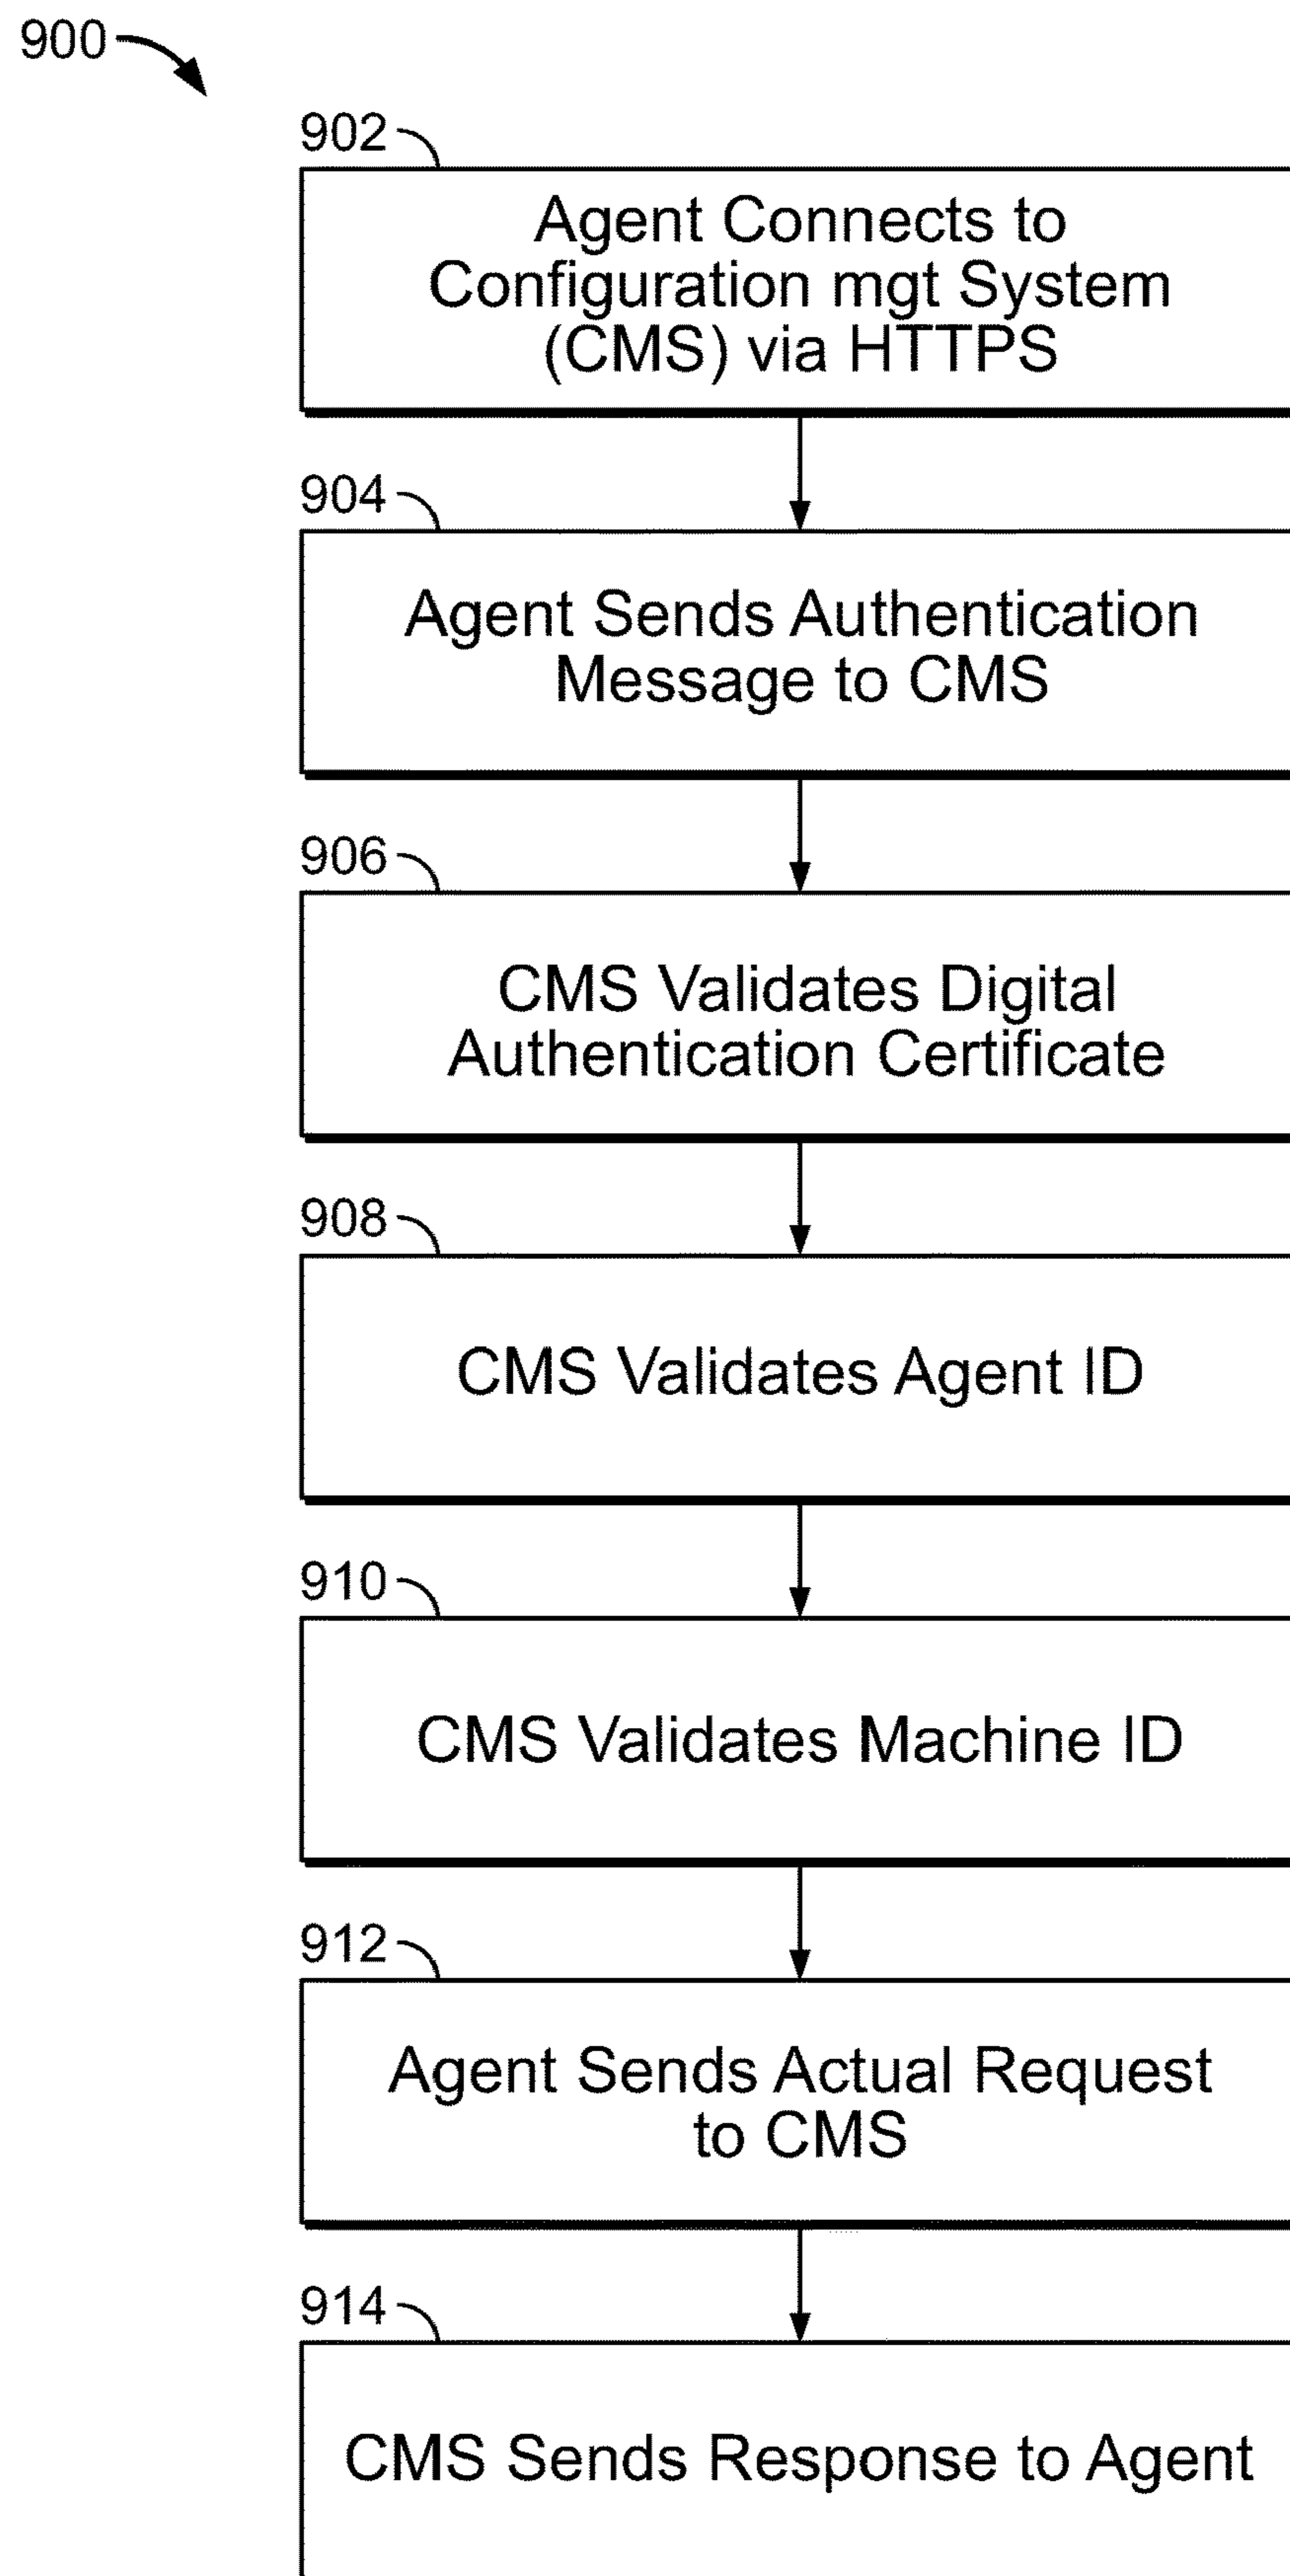 900
902
Agent Connects to
Configuration mgt System
(CMS) via HTTPS
904
Agent Sends Authentication
Message to CMS
906
CMS Validates Digital
Authentication Certificate
908
CMS Validates Agent ID
910
CMS Validates Machine ID
912
Agent Sends Actual Request
to CMS
914
CMS Sends Response to Agent